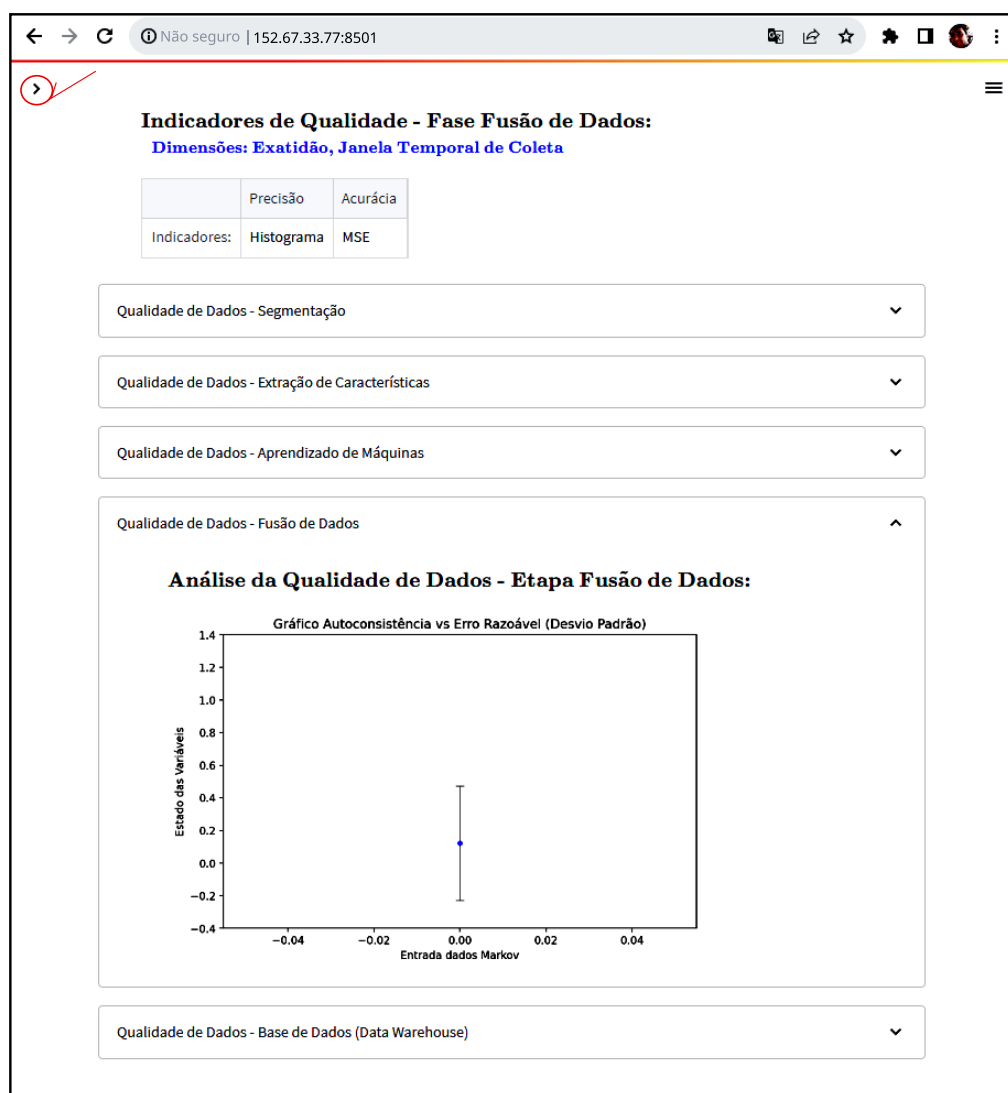 Não seguro | 152.67.33.77:8501
Indicadores de Qualidade - Fase Fusão de Dados:
Dimensões: Exatidão, Janela Temporal de Coleta
Precisão Acurácia
Indicadores: Histograma MSE
Qualidade de Dados - Segmentação
Qualidade de Dados - Extração de Características
Qualidade de Dados - Aprendizado de Máquinas
Qualidade de Dados - Fusão de Dados
Análise da Qualidade de Dados - Etapa Fusão de Dados:
Gráfico Autoconsistência vs Erro Razoável (Desvio Padrão)
1.4
1.2
1.0
0.8
0.6
0.4
0.2
0.0
−0.2
−0.4
Estado das Variáveis
−0.04 −0.02 0.00 0.02 0.04
Entrada dados Markov
Qualidade de Dados - Base de Dados (Data Warehouse)